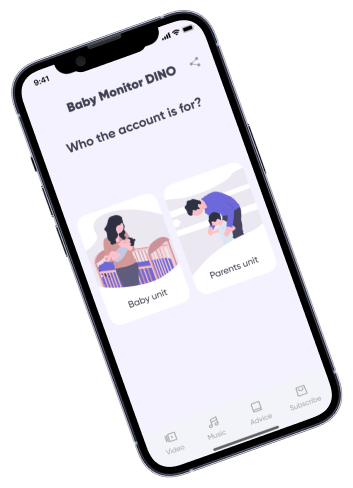 9:41
Baby Monitor DINO
Who the account is for?
Baby unit
Parents unit
Video
Music
Advice
Subscribe